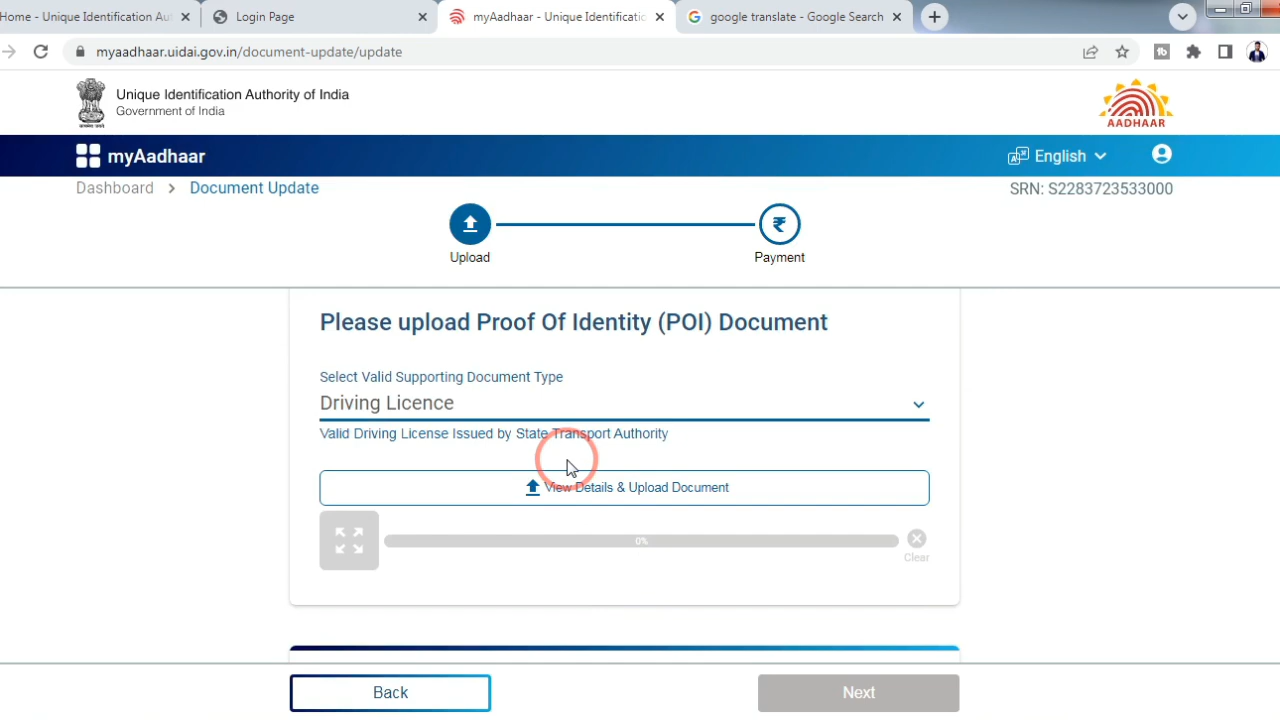 Home - Unique Identification Au
Login Page
myAadhaar - Unique Identificatio
google translate - Google Search
myaadhaar.uidai.gov.in/document-update/update
Unique Identification Authority of India
Government of India
AADHAAR
myAadhaar
English
Dashboard > Document Update
SRN: S2283723533000
Upload
₹
Payment
Please upload Proof Of Identity (POI) Document
Select Valid Supporting Document Type
Driving Licence
Valid Driving License Issued by State Transport Authority
View Details & Upload Document
0%
Clear
Back
Next